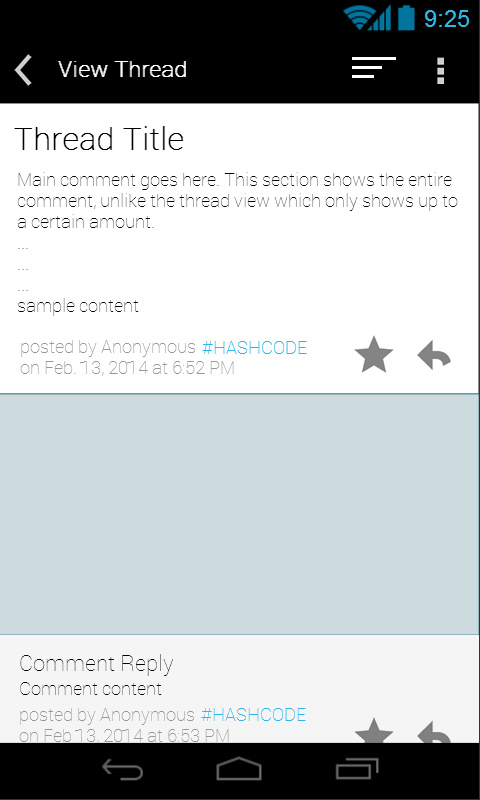 9:25
View Thread
Thread Title
Main comment goes here. This section shows the entire
comment, unlike the thread view which only shows up to
a certain amount.
...
...
...
sample content
posted by Anonymous #HASHCODE
on Feb. 13, 2014 at 6:52 PM
Comment Reply
Comment content
posted by Anonymous #HASHCODE
on Feb 13, 2014 at 6:53 PM